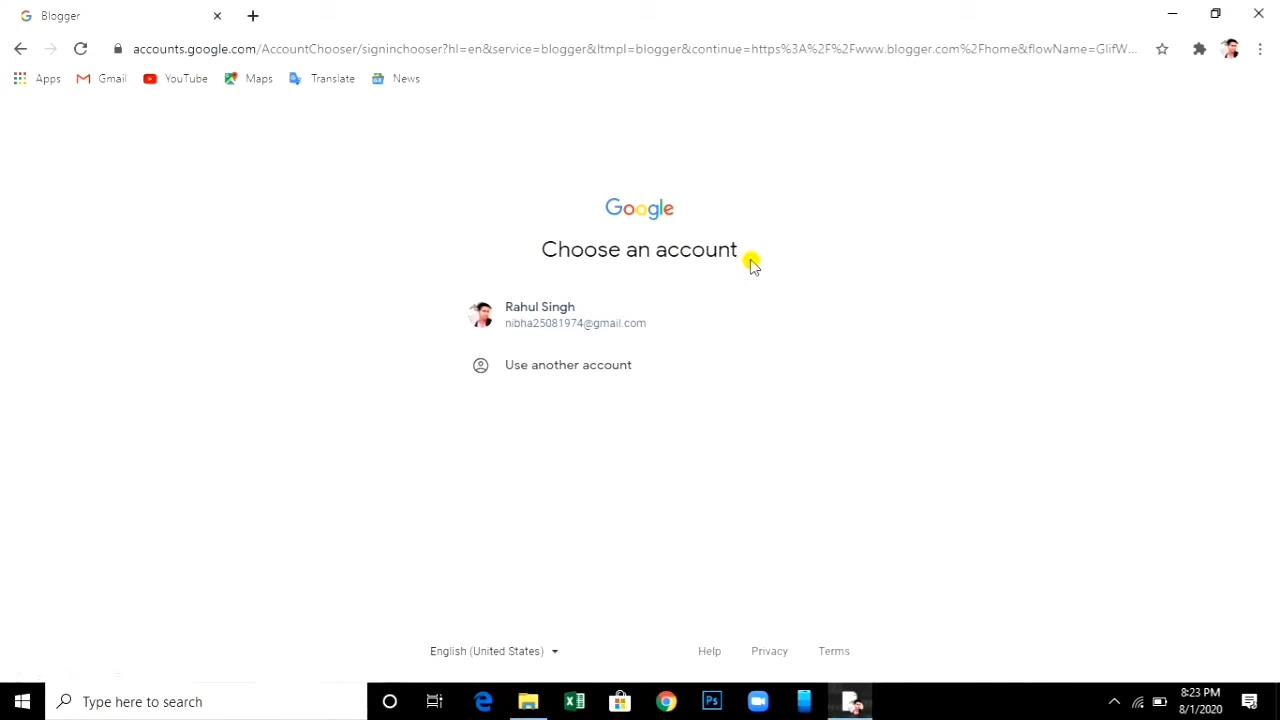 Blogger
accounts.google.com/AccountChooser/signinchooser?hl=en&service=blogger&ltmpl=blogger&continue=https%3A%2F%2Fwww.blogger.com%2Fhome&flowName=GlifW...
Apps Gmail YouTube Maps Translate News
Google
Choose an account
Rahul Singh
nibha25081974@gmail.com
Use another account
English (United States) Help Privacy Terms
Type here to search
Ps
8:23 PM
8/1/2020